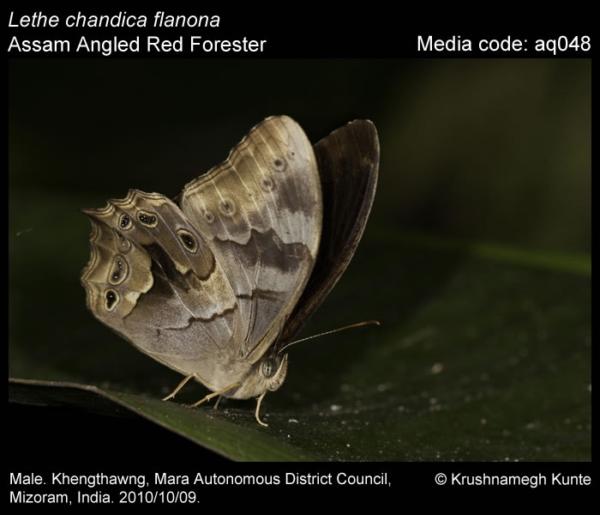 Lethe chandica flanona
Assam Angled Red Forester
Media code: aq048
Male. Khengthawng, Mara Autonomous District Council,
Mizoram, India. 2010/10/09.
© Krushnamegh Kunte